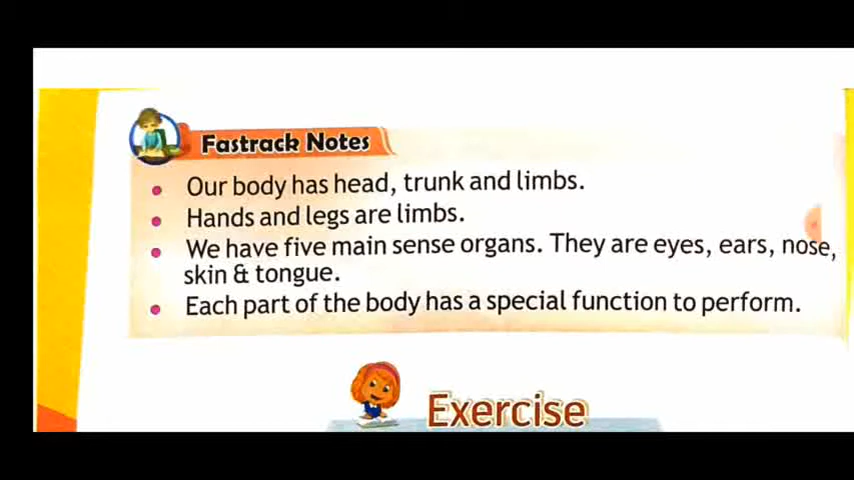 Fastrack Notes
Our body has head, trunk and limbs.
Hands and legs are limbs.
We have five main sense organs. They are eyes, ears, nose,
skin & tongue.
Each part of the body has a special function to perform.
Exercise